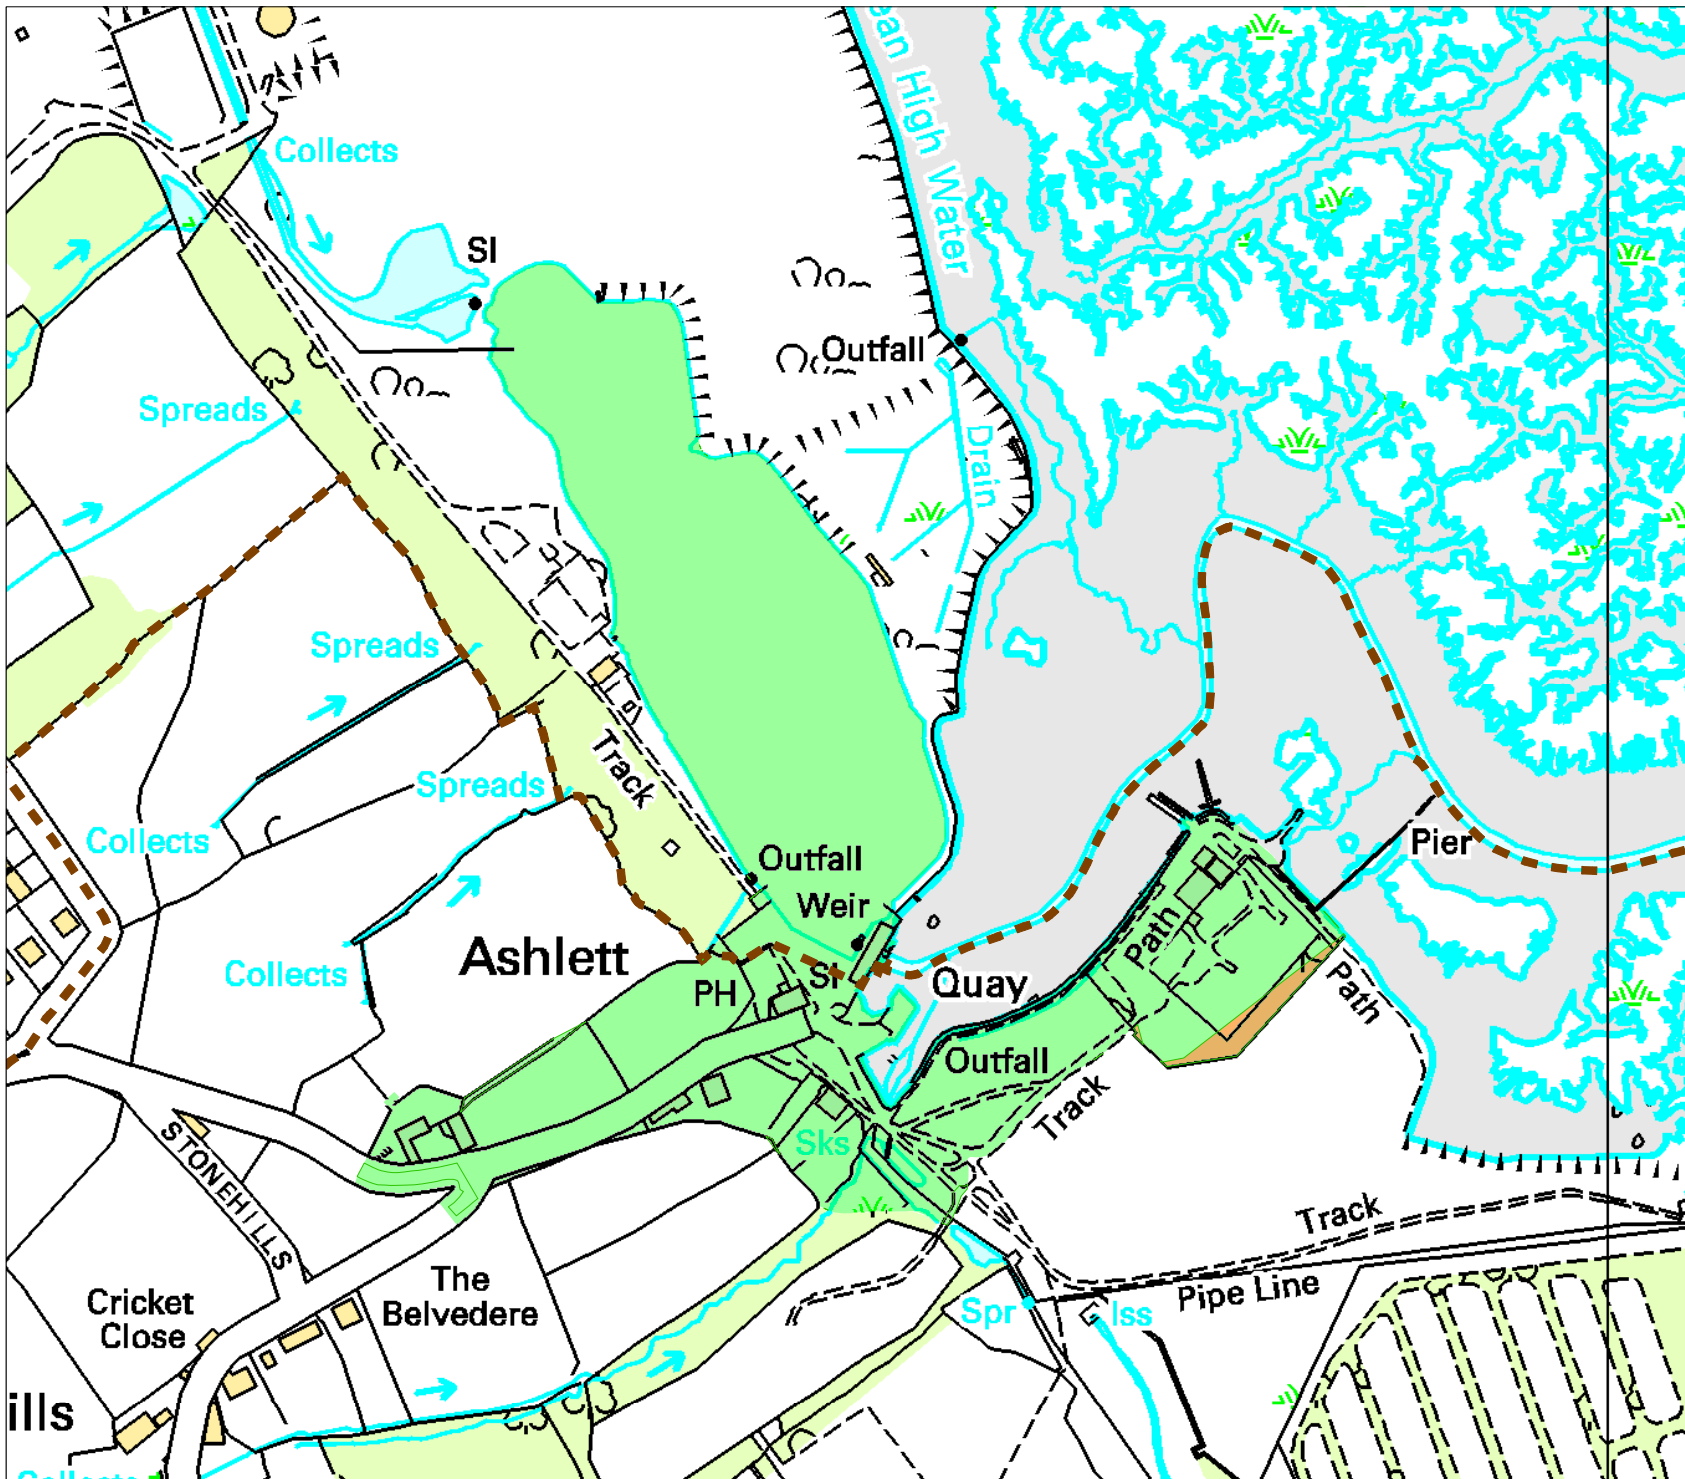 ean High Water
Collects
Sl
Outfall
Spreads
Drain
Spreads
Track
Spreads
Collects
Pier
Outfall
Weir
Ashlett
Path
Collects
PH
Sl
Quay
Path
Outfall
Track
STONEHILLS
Sks
Track
The
Belvedere
Cricket
Close
Pipe Line
Spr
Iss
ills
Collects